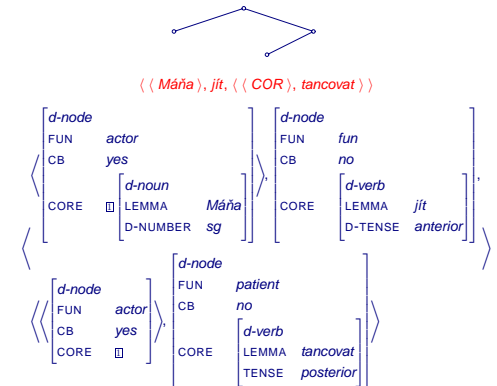 ⟨ ⟨ Máňa ⟩, jít, ⟨ ⟨ COR ⟩, tancovat ⟩ ⟩
d-node d-node
FUN actor FUN fun
CB yes CB no
d-noun d-verb
CORE 1 LEMMA Máňa , CORE LEMMA jít ,
D-NUMBER sg D-TENSE anterior
d-node
d-node FUN patient
FUN actor CB no
CB yes , d-verb
CORE 1 CORE LEMMA tancovat
TENSE posterior